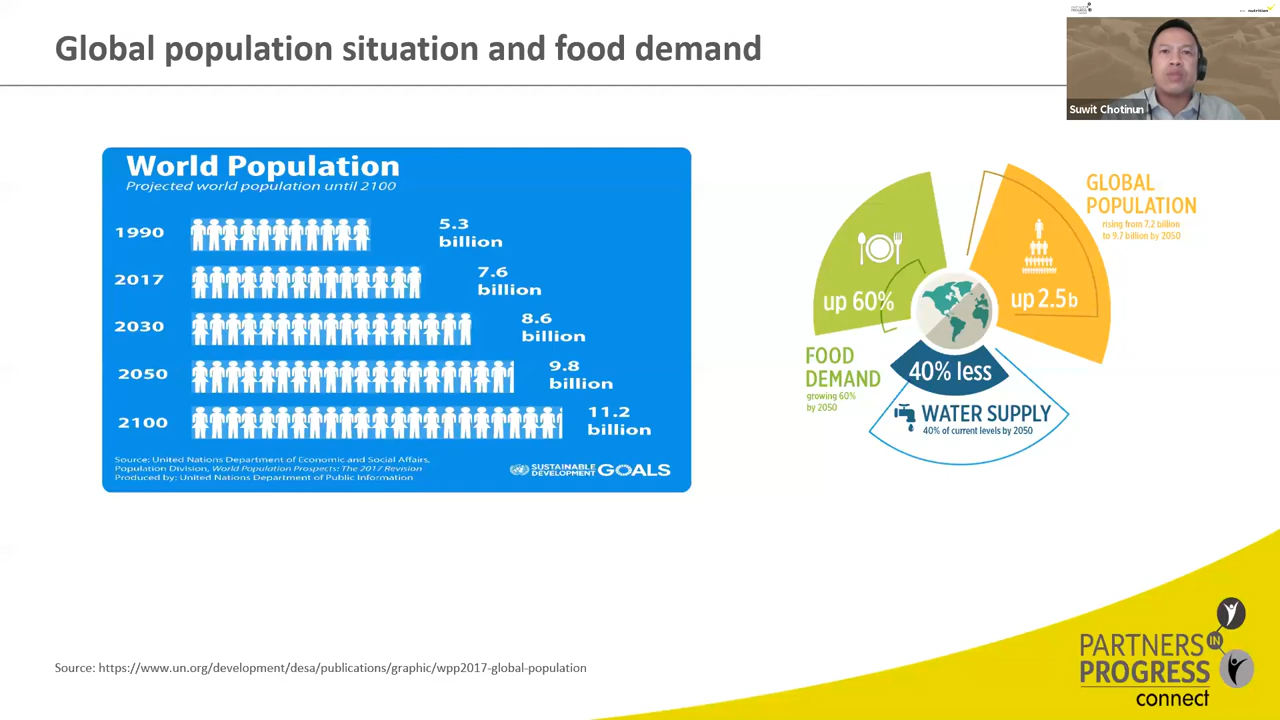 Global population situation and food demand
PARTNERS IN
PROGRESS
nutrition
Suwit Chotinun
World Population
Projected world population until 2100
1990
5.3
billion
2017
7.6
billion
2030
8.6
billion
2050
9.8
billion
2100
11.2
billion
Source: United Nations Department of Economic and Social Affairs,
Population Division, World Population Prospects: The 2017 Revision
Produced by: United Nations Department of Public Information
SUSTAINABLE
DEVELOPMENT
GOALS
GLOBAL
POPULATION
rising from 7.2 billion
to 9.7 billion by 2050
up 60%
up 2.5b
FOOD
DEMAND
growing 60%
by 2050
40% less
WATER SUPPLY
40% of current levels by 2050
Source: https://www.un.org/development/desa/publications/graphic/wpp2017-global-population
PARTNERS IN
PROGRESS
connect